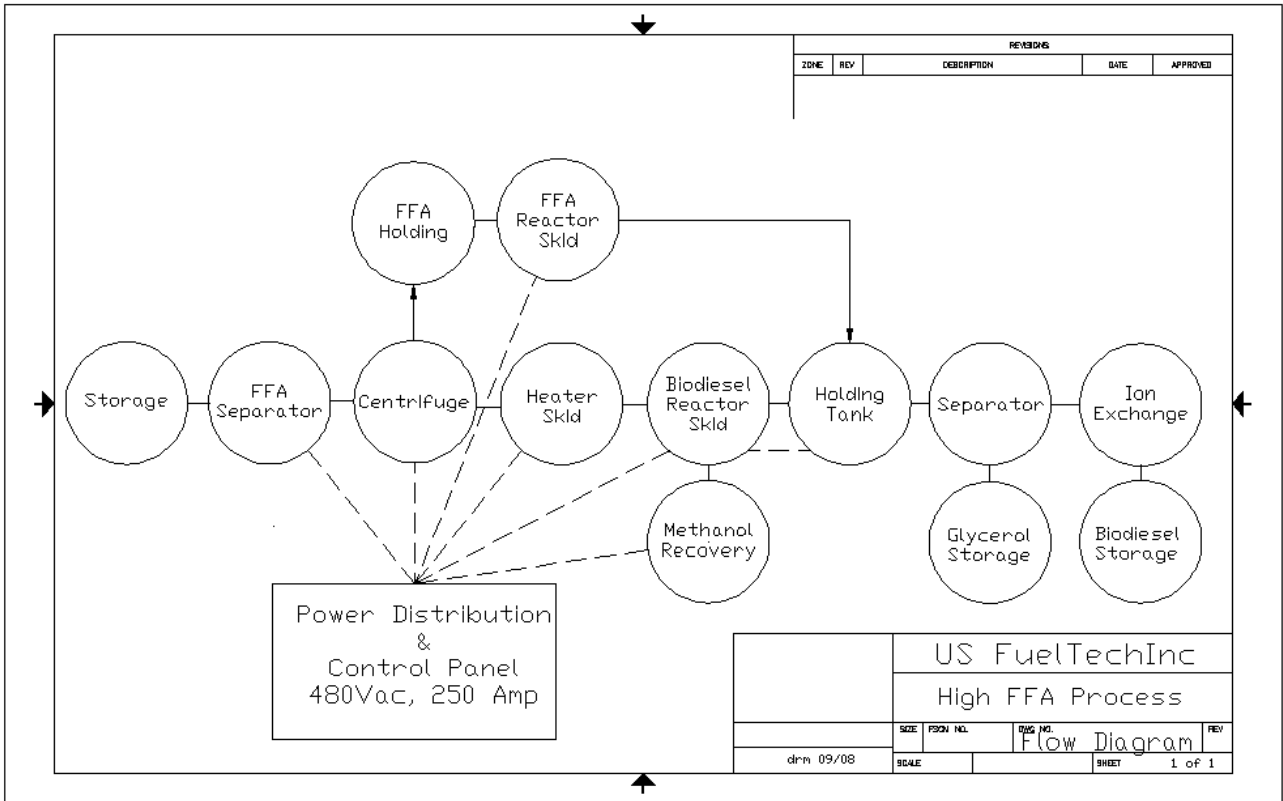 REVISIONS
ZONE REV DESCRIPTION DATE APPROVED
FFA
Holding
FFA
Reactor
Skid
Storage
FFA
Separator
Centrifuge
Heater
Skid
Biodiesel
Reactor
Skid
Holding
Tank
Separator
Ion
Exchange
Methanol
Recovery
Glycerol
Storage
Biodiesel
Storage
Power Distribution
&
Control Panel
480Vac, 250 Amp
US FuelTechInc
High FFA Process
SIZE FSCM NO. DWG NO. REV
Flow Diagram
drm 09/08
SCALE SHEET 1 of 1